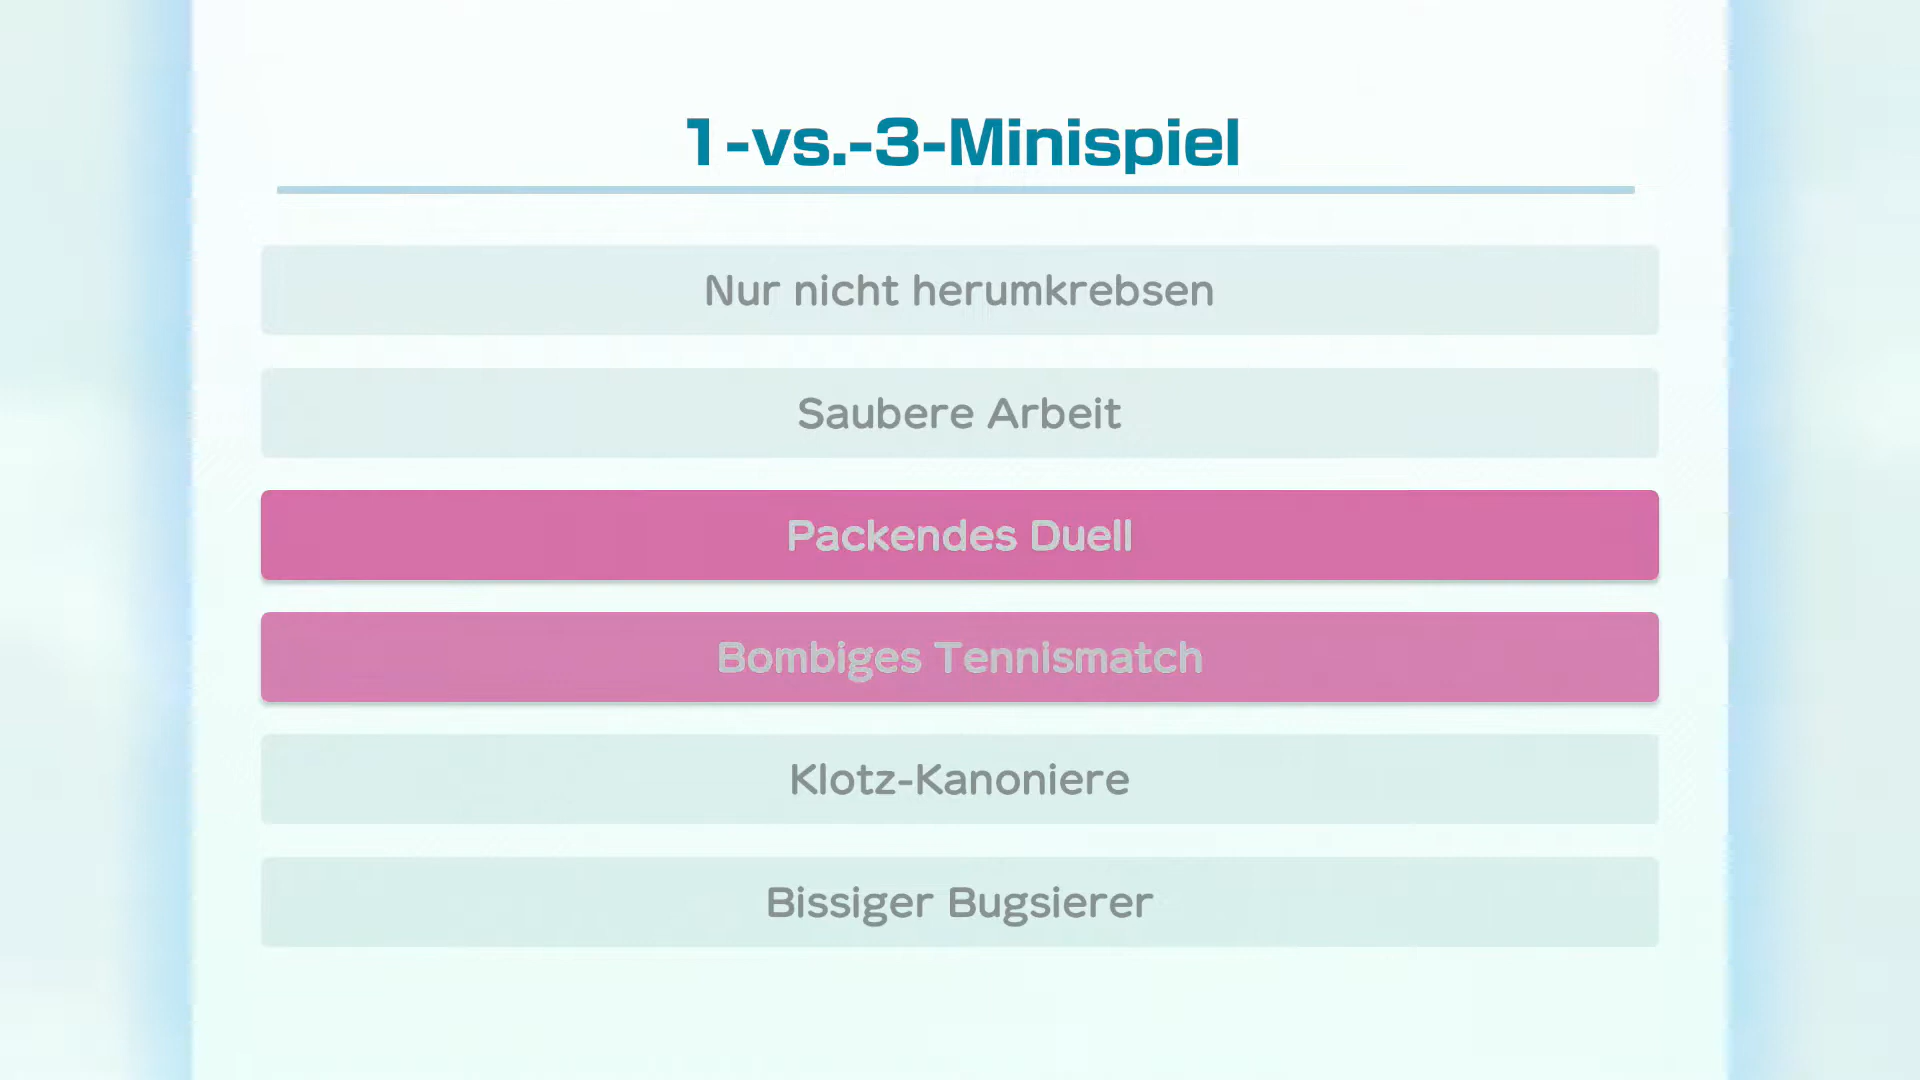 1-vs.-3-Minispiel
Nur nicht herumkrebsen
Saubere Arbeit
Packendes Duell
Bombiges Tennismatch
Klotz-Kanoniere
Bissiger Bugsierer